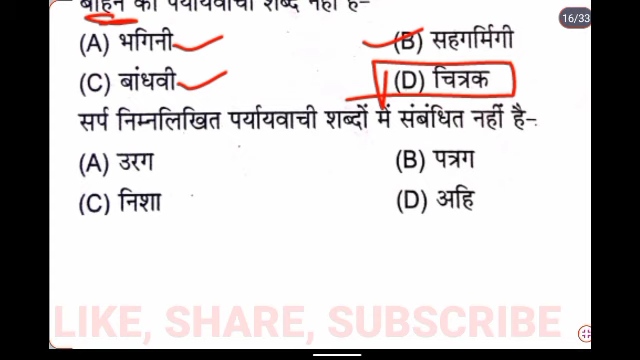 16/33
बहिन का पर्यायवाची शब्द नहीं है-
(A) भगिनी (B) सहगर्मिगी
(C) बांधवी (D) चित्रक
सर्प निम्नलिखित पर्यायवाची शब्दों में संबंधित नहीं है-
(A) उरग (B) पत्रग
(C) निशा (D) अहि
LIKE, SHARE, SUBSCRIBE